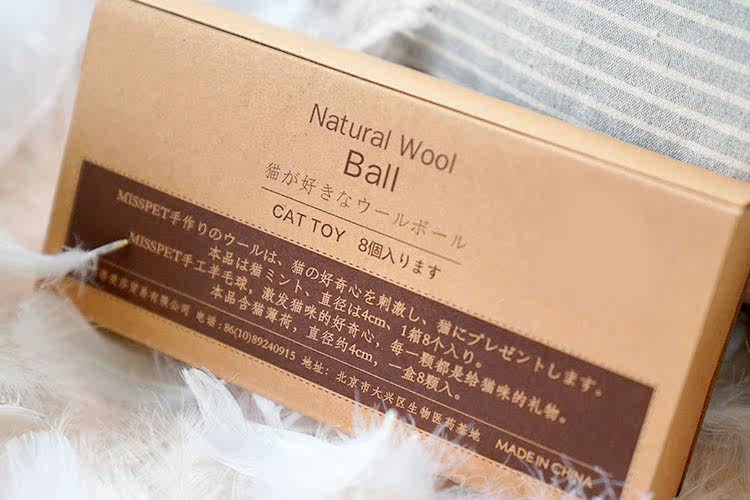 Natural Wool
Ball
猫が好きなウールボール
CAT TOY 8個入ります
MISSPET手作りのウールは、猫の好奇心を刺激し、猫にプレゼントします。
本品は猫ミント、直径は4cm、1箱8个入り。
MISSPET手工羊毛球，激发猫咪的好奇心，每一颗都是给猫咪的礼物。
本品含猫薄荷，直径约4cm，一盒8颗入。
贸易有限公司 电话：86(10)89240915 地址：北京市大兴区生物医药基地 MADE IN CHINA